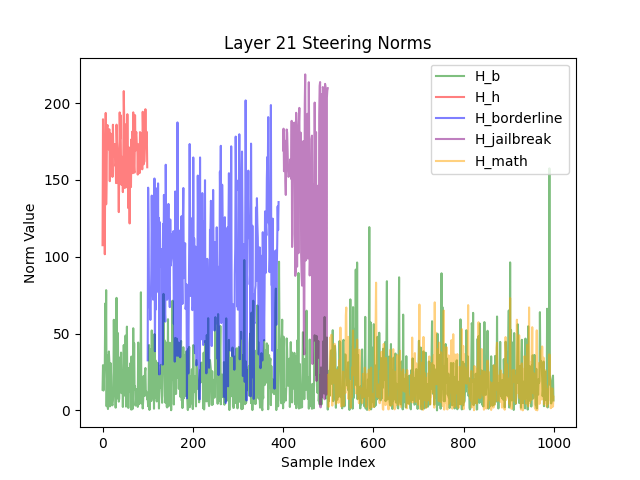 Layer 21 Steering Norms
Norm Value
200
150
100
50
0
0 200 400 600 800 1000
Sample Index
H_b
H_h
H_borderline
H_jailbreak
H_math